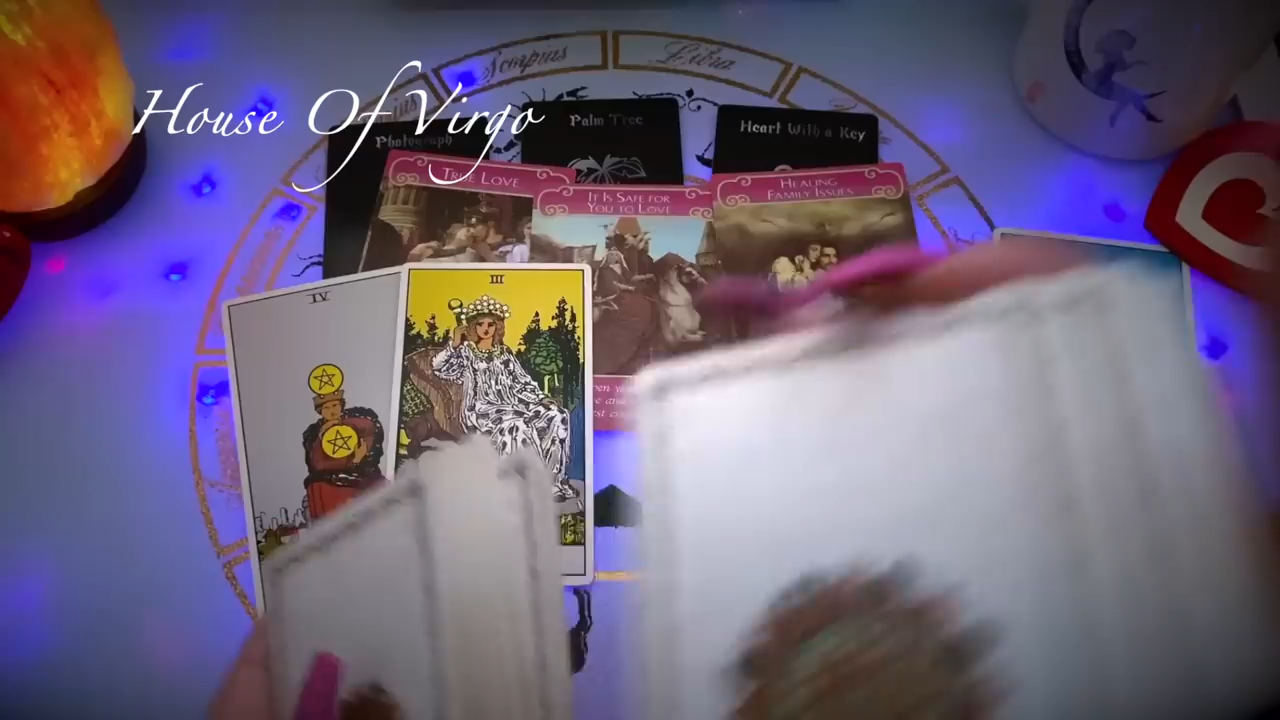 Scorpius
Libra
House Of Virgo
Photograph
Palm Tree
Heart With a Key
TRUE LOVE
IT IS SAFE FOR
YOU TO LOVE
HEALING
FAMILY ISSUES
IV
III